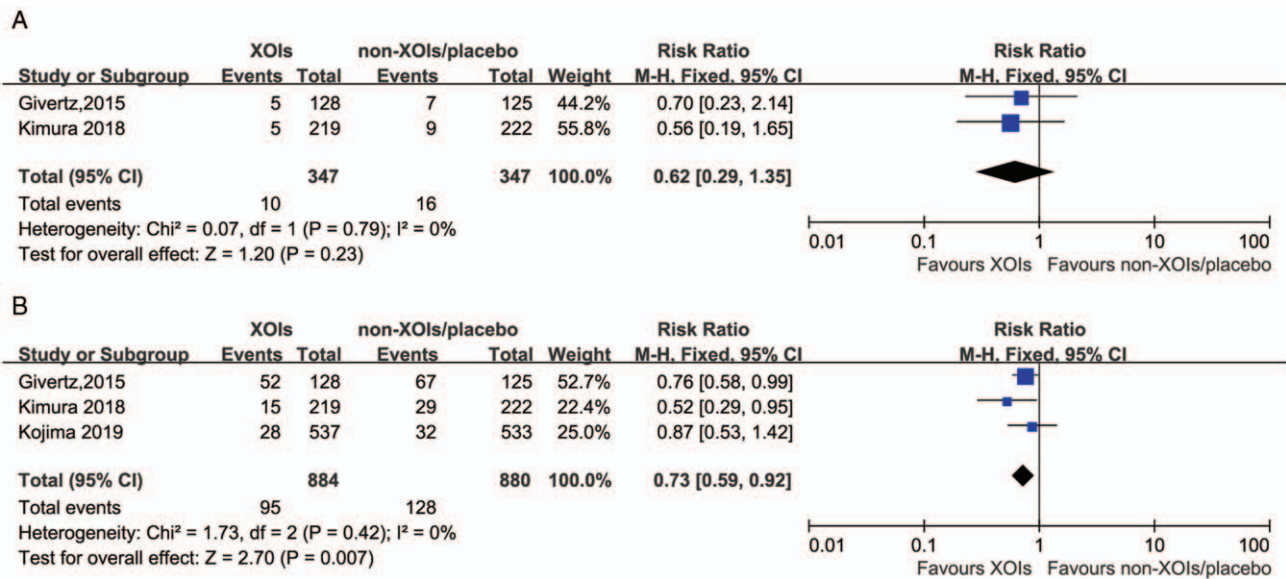 A
XOIs non-XOIs/placebo Risk Ratio Risk Ratio
Study or Subgroup Events Total Events Total Weight M-H, Fixed, 95% CI M-H, Fixed, 95% CI
Givertz,2015 5 128 7 125 44.2% 0.70 [0.23, 2.14]
Kimura 2018 5 219 9 222 55.8% 0.56 [0.19, 1.65]
Total (95% CI) 347 347 100.0% 0.62 [0.29, 1.35]
Total events 10 16
Heterogeneity: Chi² = 0.07, df = 1 (P = 0.79); I² = 0%
Test for overall effect: Z = 1.20 (P = 0.23)
0.01 0.1 1 10 100
Favours XOIs Favours non-XOIs/placebo
B
XOIs non-XOIs/placebo Risk Ratio Risk Ratio
Study or Subgroup Events Total Events Total Weight M-H, Fixed, 95% CI M-H, Fixed, 95% CI
Givertz,2015 52 128 67 125 52.7% 0.76 [0.58, 0.99]
Kimura 2018 15 219 29 222 22.4% 0.52 [0.29, 0.95]
Kojima 2019 28 537 32 533 25.0% 0.87 [0.53, 1.42]
Total (95% CI) 884 880 100.0% 0.73 [0.59, 0.92]
Total events 95 128
Heterogeneity: Chi² = 1.73, df = 2 (P = 0.42); I² = 0%
Test for overall effect: Z = 2.70 (P = 0.007)
0.01 0.1 1 10 100
Favours XOIs Favours non-XOIs/placebo